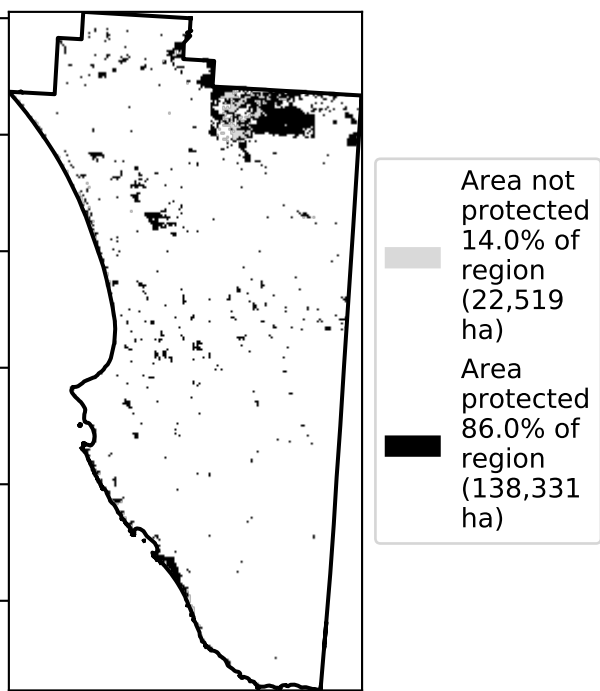 Area not
protected
14.0% of
region
(22,519
ha)
Area
protected
86.0% of
region
(138,331
ha)